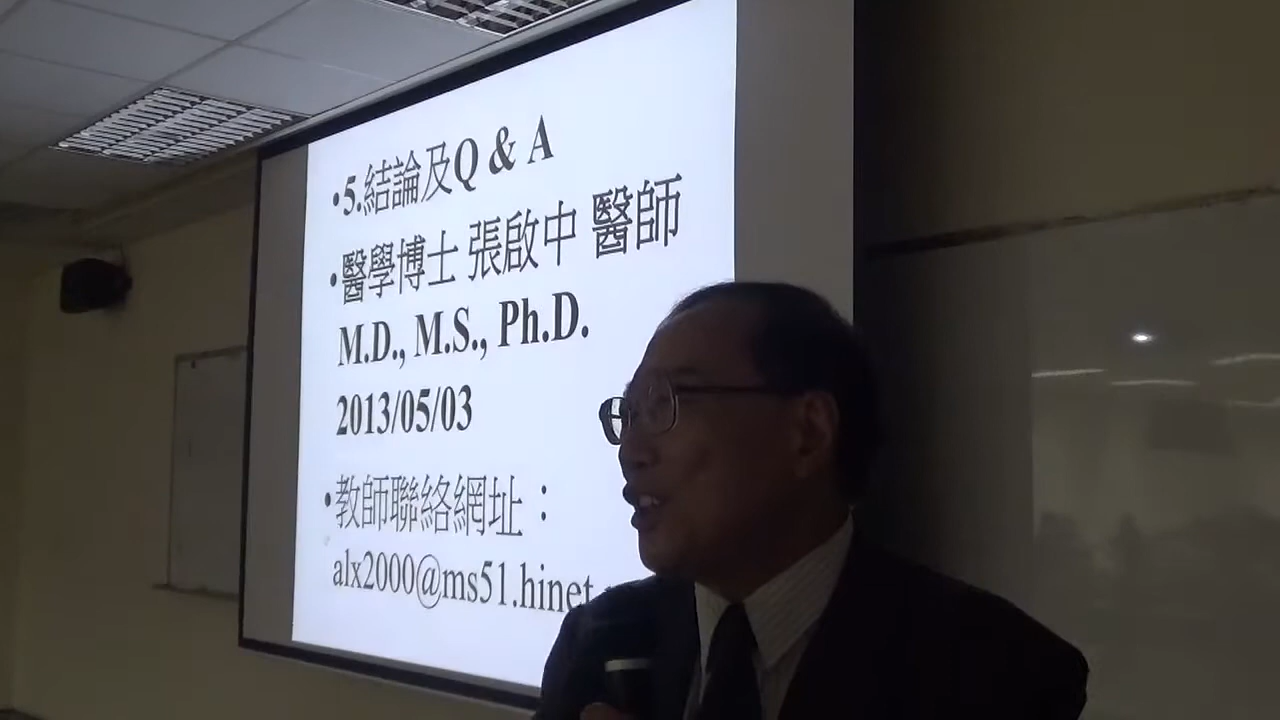 •5.結論及Q & A
•醫學博士 張啟中 醫師
M.D., M.S., Ph.D.
2013/05/03
•教師聯絡網址：
alx2000@ms51.hinet